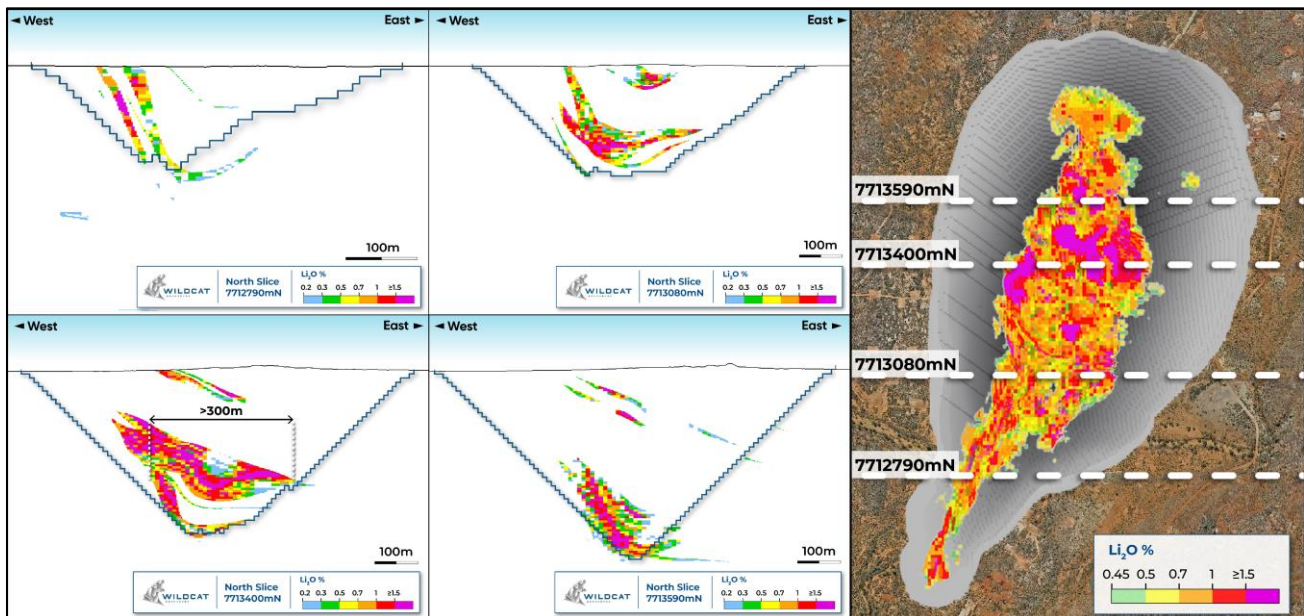 ◄ West
East ►
100m
WILDCAT
North Slice
7712790mN
Li₂O %
0.2 0.3 0.5 0.7 1 ≥1.5
East ►
100m
WILDCAT
North Slice
7713080mN
Li₂O %
0.2 0.3 0.5 0.7 1 ≥1.5
◄ West
East ►
>300m
100m
WILDCAT
North Slice
7713400mN
Li₂O %
0.2 0.3 0.5 0.7 1 ≥1.5
◄ West
East ►
100m
WILDCAT
North Slice
7713590mN
Li₂O %
0.2 0.3 0.5 0.7 1 ≥1.5
7713590mN
7713400mN
7713080mN
7712790mN
Li₂O %
0.45 0.5 0.7 1 ≥1.5